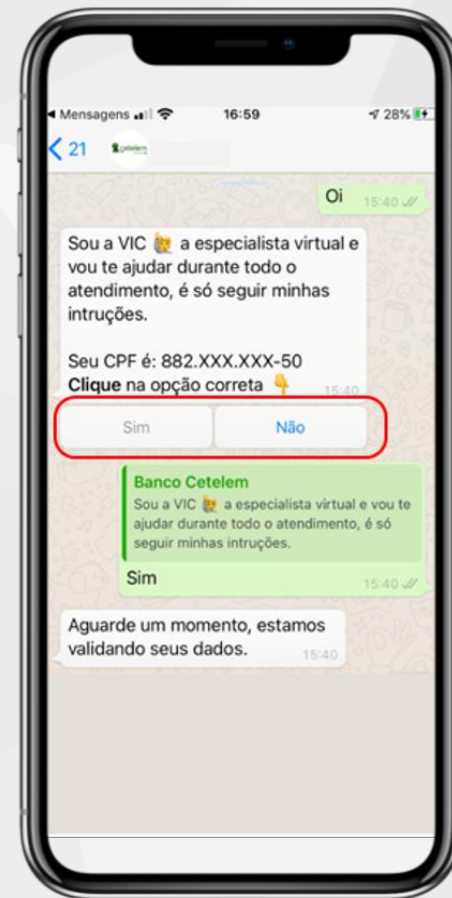 Mensagens 16:59 28%
21 cetelem
Oi 15:40
Sou a VIC a especialista virtual e
vou te ajudar durante todo o
atendimento, é só seguir minhas
intruções.
Seu CPF é: 882.XXX.XXX-50
Clique na opção correta 15:40
Sim Não
Banco Cetelem
Sou a VIC a especialista virtual e vou te
ajudar durante todo o atendimento, é só
seguir minhas intruções.
Sim 15:40
Aguarde um momento, estamos
validando seus dados. 15:40